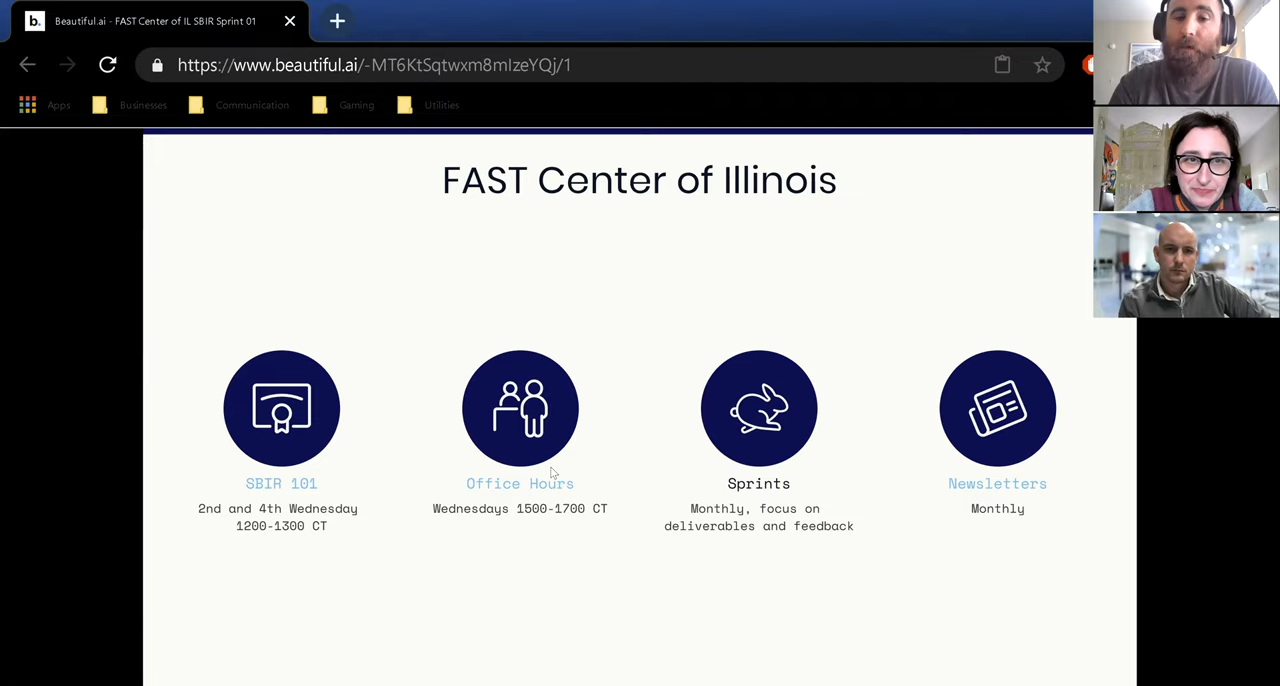 b. Beautiful.ai - FAST Center of IL SBIR Sprint 01
https://www.beautiful.ai/-MT6KtSqtwxm8mIzeYQj/1
Apps Businesses Communication Gaming Utilities
FAST Center of Illinois
SBIR 101
2nd and 4th Wednesday
1200-1300 CT
Office Hours
Wednesdays 1500-1700 CT
Sprints
Monthly, focus on
deliverables and feedback
Newsletters
Monthly